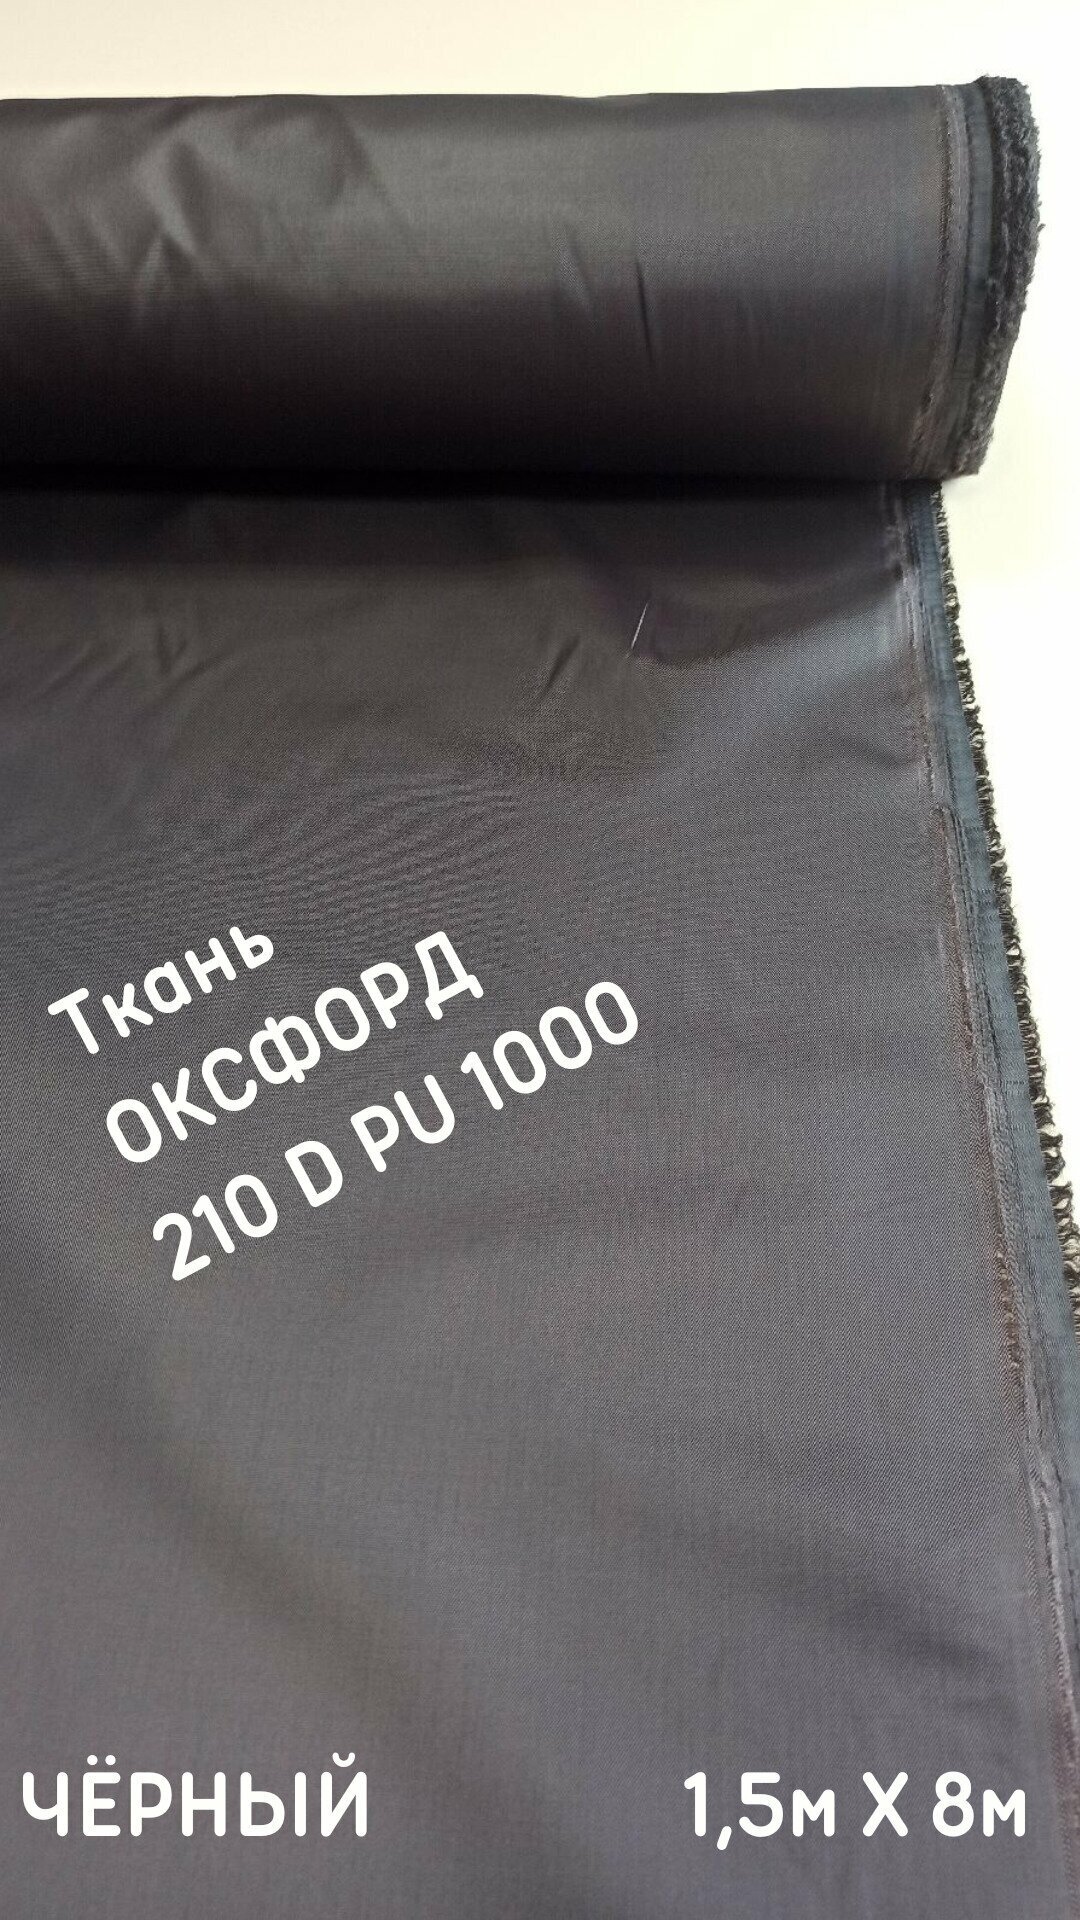 Ткань
ОКСФОРД
210 D PU 1000
ЧЁРНЫЙ
1,5м X 8м